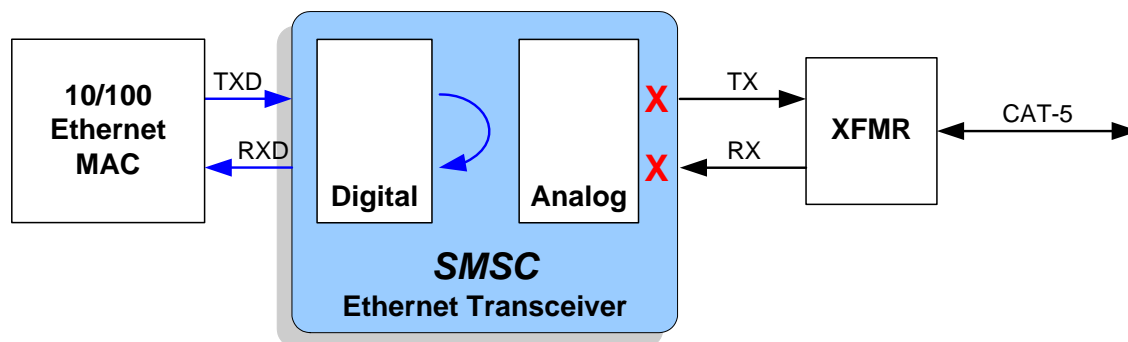 10/100
Ethernet
MAC
TXD
RXD
Digital
Analog
X
X
SMSC
Ethernet Transceiver
TX
RX
XFMR
CAT-5